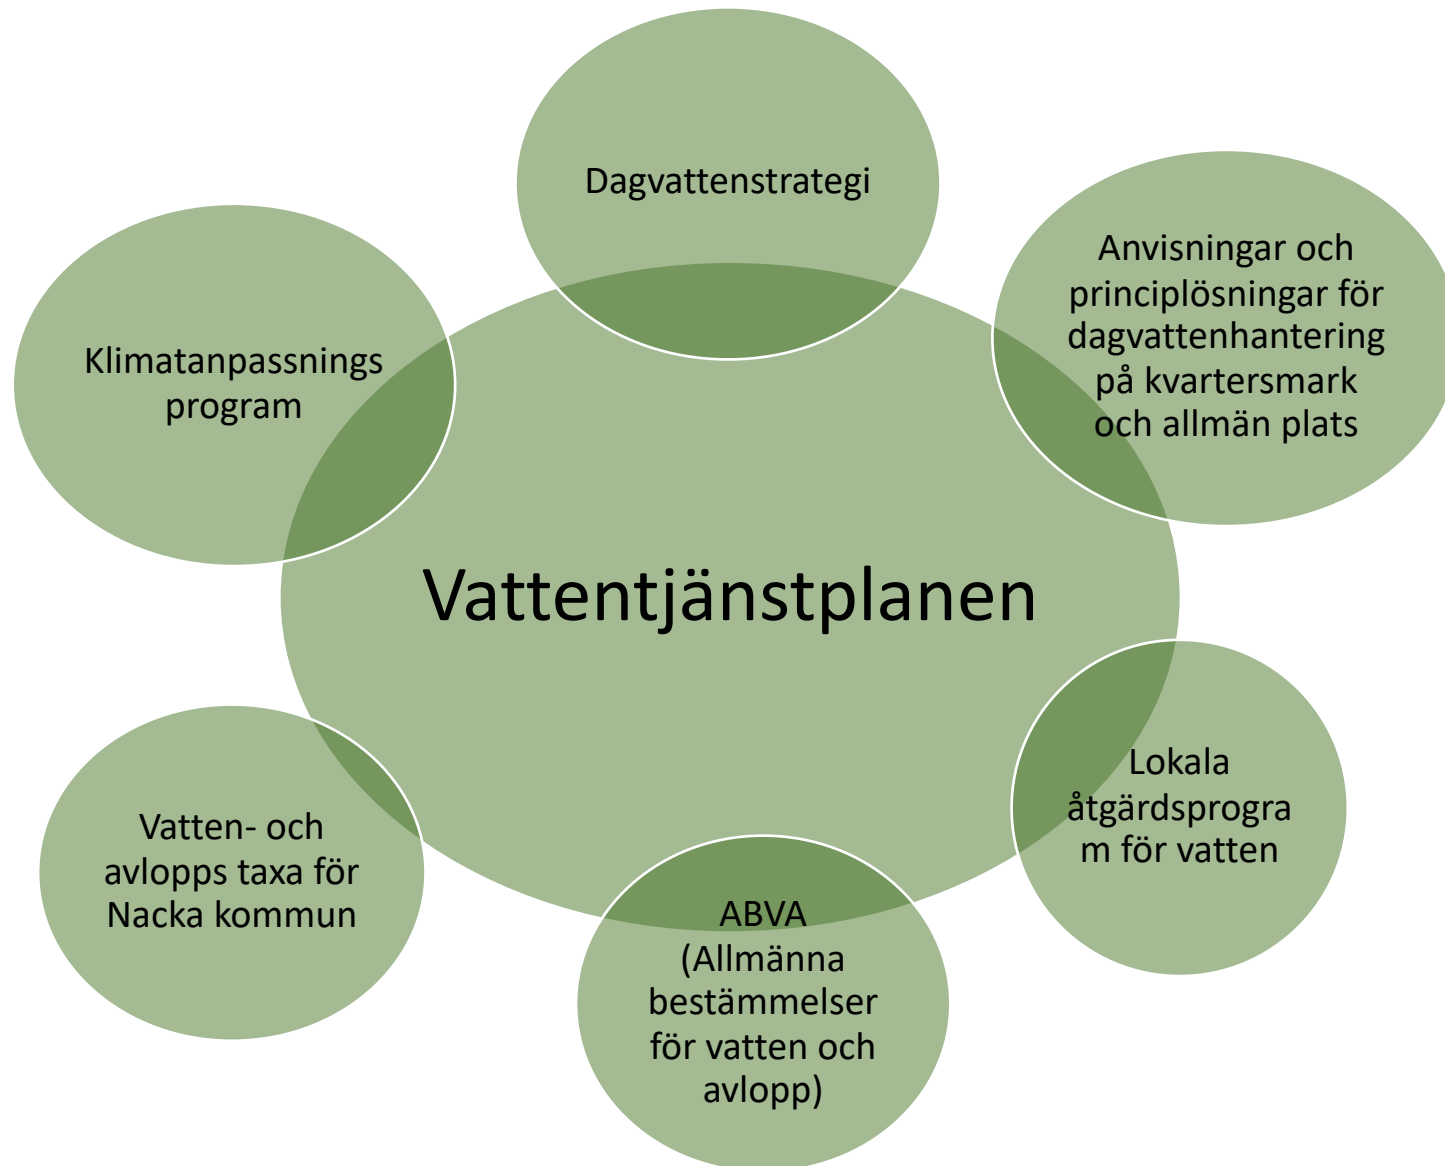 Dagvattenstrategi
Anvisningar och
principlösningar för
dagvattenhantering
på kvartersmark
och allmän plats
Klimatanpassnings
program
Vattentjänstplanen
Lokala
åtgärdsprogra
m för vatten
Vatten- och
avlopps taxa för
Nacka kommun
ABVA
(Allmänna
bestämmelser
för vatten och
avlopp)